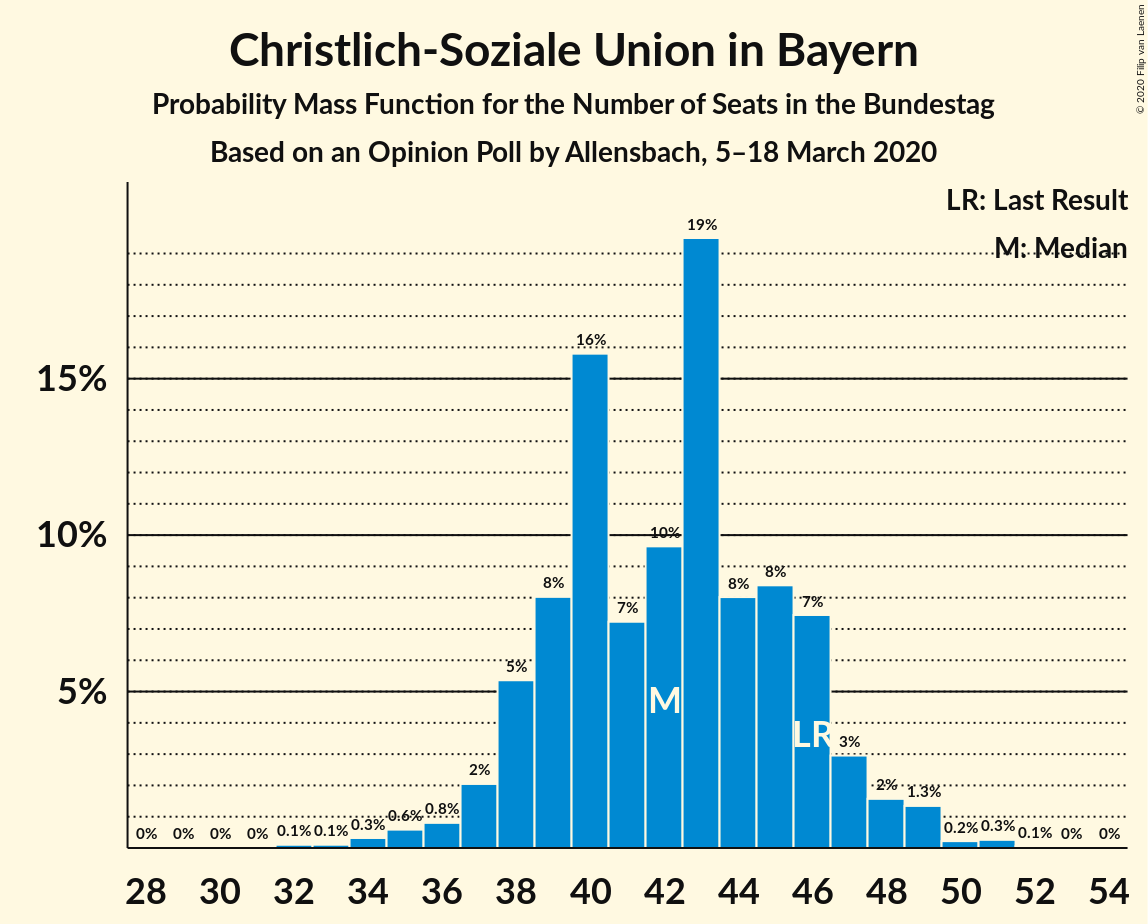 Christlich-Soziale Union in Bayern
Probability Mass Function for the Number of Seats in the Bundestag
Based on an Opinion Poll by Allensbach, 5–18 March 2020
© 2020 Filip van Laenen
LR: Last Result
M: Median
15%
10%
5%
0% 0% 0% 0% 0.1% 0.1% 0.3% 0.6% 0.8% 2% 5% 8% 16% 7% 10% 19% 8% 8% 7% 3% 2% 1.3% 0.2% 0.3% 0.1% 0% 0%
M
LR
28 30 32 34 36 38 40 42 44 46 48 50 52 54